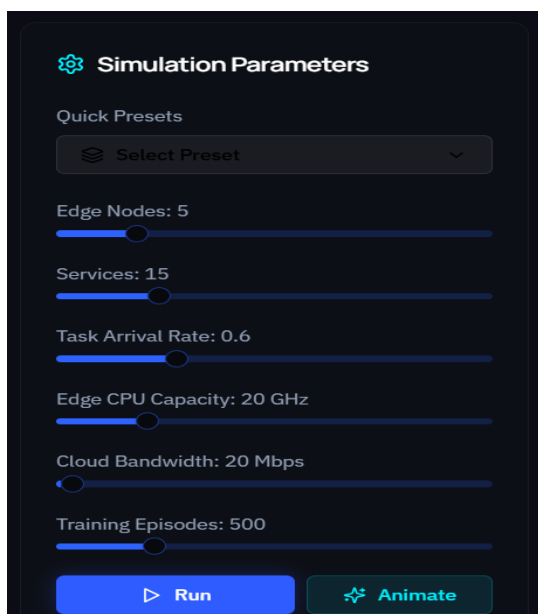 Simulation Parameters
Quick Presets
Select Preset
Edge Nodes: 5
Services: 15
Task Arrival Rate: 0.6
Edge CPU Capacity: 20 GHz
Cloud Bandwidth: 20 Mbps
Training Episodes: 500
Run
Animate